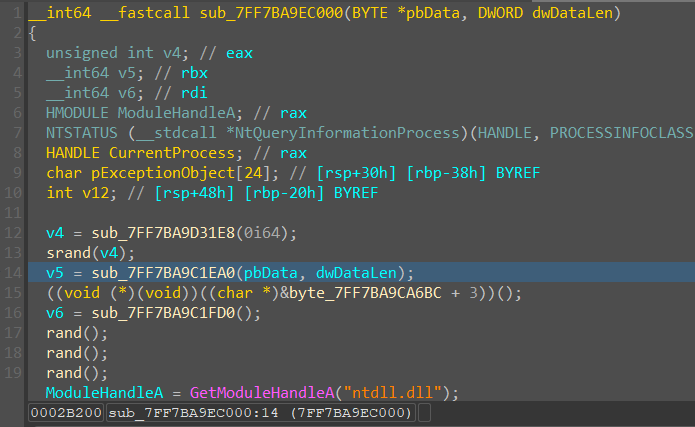 1 __int64 __fastcall sub_7FF7BA9EC000(BYTE *pbData, DWORD dwDataLen)
2 {
3 unsigned int v4; // eax
4 __int64 v5; // rbx
5 __int64 v6; // rdi
6 HMODULE ModuleHandleA; // rax
7 NTSTATUS (__stdcall *NtQueryInformationProcess)(HANDLE, PROCESSINFOCLASS
8 HANDLE CurrentProcess; // rax
9 char pExceptionObject[24]; // [rsp+30h] [rbp-38h] BYREF
10 int v12; // [rsp+48h] [rbp-20h] BYREF
11
12 v4 = sub_7FF7BA9D31E8(0i64);
13 srand(v4);
14 v5 = sub_7FF7BA9C1EA0(pbData, dwDataLen);
15 ((void (*)(void))((char *)&byte_7FF7BA9CA6BC + 3))();
16 v6 = sub_7FF7BA9C1FD0();
17 rand();
18 rand();
19 rand();
ModuleHandleA = GetModuleHandleA("ntdll.dll");
0002B200 sub_7FF7BA9EC000:14 (7FF7BA9EC000)